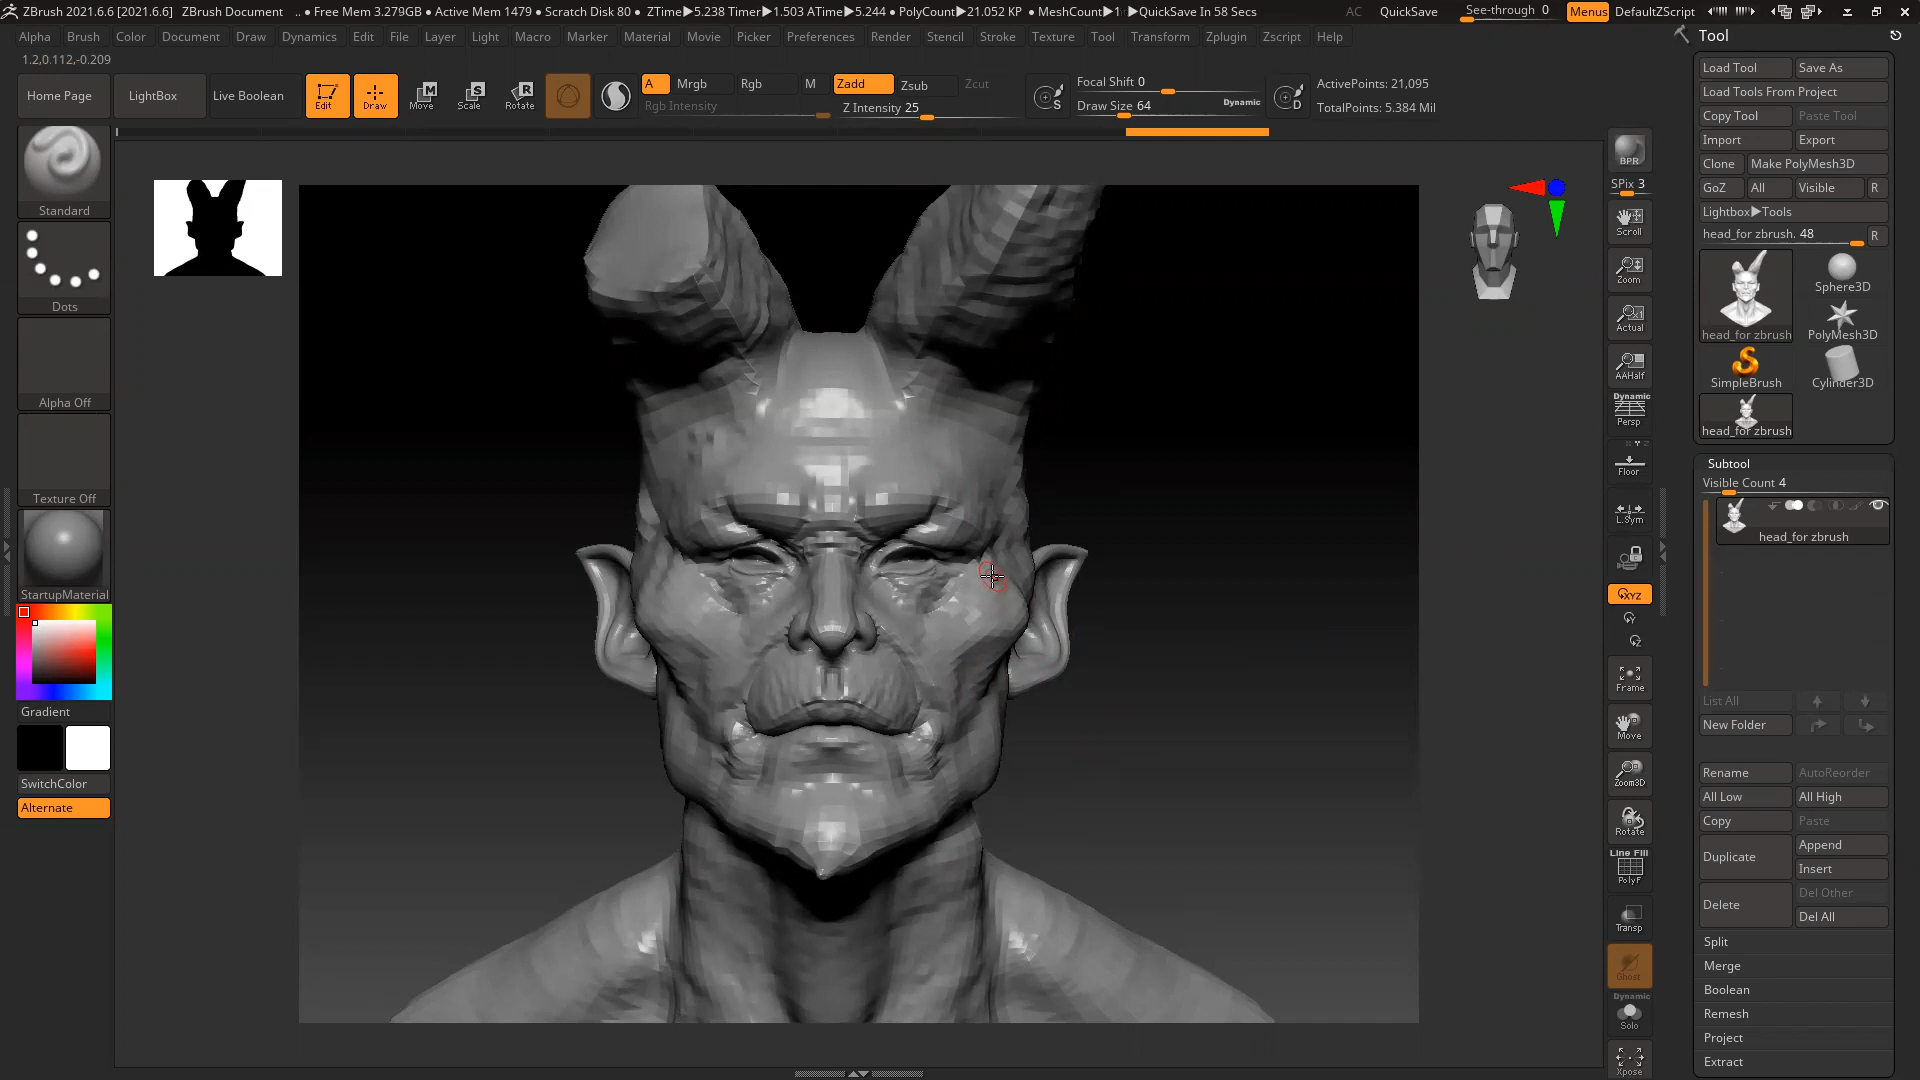 ZBrush 2021.6.6 [2021.6.6] ZBrush Document .. ● Free Mem 3.279GB ● Active Mem 1479 ● Scratch Disk 80 ● ZTime▶5.238 Timer▶1.503 ATime▶5.244 ● PolyCount▶21.052 KP ● MeshCount▶1 ▶QuickSave In 58 Secs AC QuickSave See-through 0 Menus DefaultZScript
Alpha Brush Color Document Draw Dynamics Edit File Layer Light Macro Marker Material Movie Picker Preferences Render Stencil Stroke Texture Tool Transform Zplugin Zscript Help
1.2,0.112,-0.209
Home Page LightBox Live Boolean Edit Draw Move Scale Rotate
A Mrgb Rgb M Zadd Zsub Zcut
Rgb Intensity Z Intensity 25
Focal Shift 0
Draw Size 64 Dynamic
ActivePoints: 21,095
TotalPoints: 5.384 Mil
Standard
Dots
Alpha Off
Texture Off
StartupMaterial
Gradient
SwitchColor
Alternate
BPR
SPix 3
Scroll
Zoom
Actual
AAHalf
Dynamic
Persp
Floor
L.Sym
XYZ
Y
Z
Frame
Move
Zoom3D
Rotate
Line Fill
PolyF
Transp
Ghost
Dynamic
Solo
Xpose
Tool
Load Tool Save As
Load Tools From Project
Copy Tool Paste Tool
Import Export
Clone Make PolyMesh3D
GoZ All Visible R
Lightbox▶Tools
head_for zbrush. 48 R
head_for zbrush Sphere3D
PolyMesh3D
SimpleBrush Cylinder3D
head_for zbrush
Subtool
Visible Count 4
head_for zbrush
List All
New Folder
Rename AutoReorder
All Low All High
Copy Paste
Duplicate Append
Insert
Delete Del Other
Del All
Split
Merge
Boolean
Remesh
Project
Extract